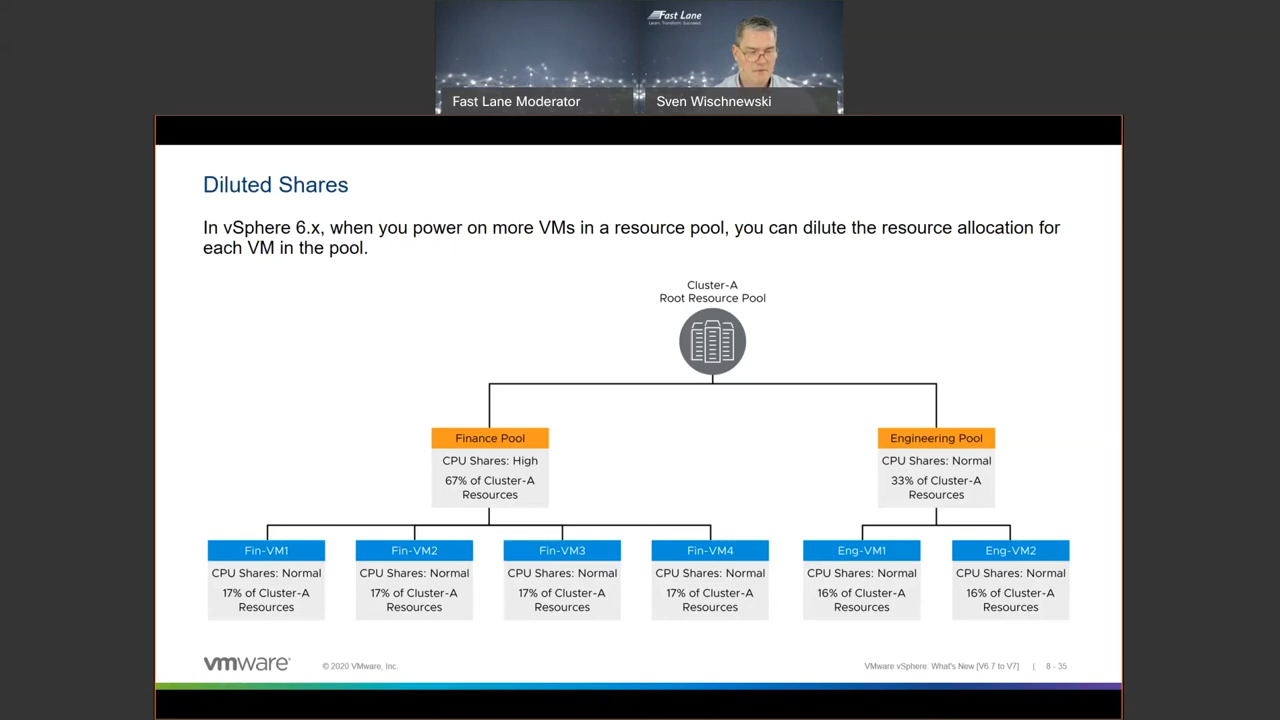 Fast Lane
Learn. Transform. Succeed.
Fast Lane Moderator
Sven Wischnewski
Diluted Shares
In vSphere 6.x, when you power on more VMs in a resource pool, you can dilute the resource allocation for
each VM in the pool.
Cluster-A
Root Resource Pool
Finance Pool
CPU Shares: High
67% of Cluster-A
Resources
Engineering Pool
CPU Shares: Normal
33% of Cluster-A
Resources
Fin-VM1
CPU Shares: Normal
17% of Cluster-A
Resources
Fin-VM2
CPU Shares: Normal
17% of Cluster-A
Resources
Fin-VM3
CPU Shares: Normal
17% of Cluster-A
Resources
Fin-VM4
CPU Shares: Normal
17% of Cluster-A
Resources
Eng-VM1
CPU Shares: Normal
16% of Cluster-A
Resources
Eng-VM2
CPU Shares: Normal
16% of Cluster-A
Resources
vmware®
© 2020 VMware, Inc.
VMware vSphere: What's New [V6.7 to V7] | 8 - 35